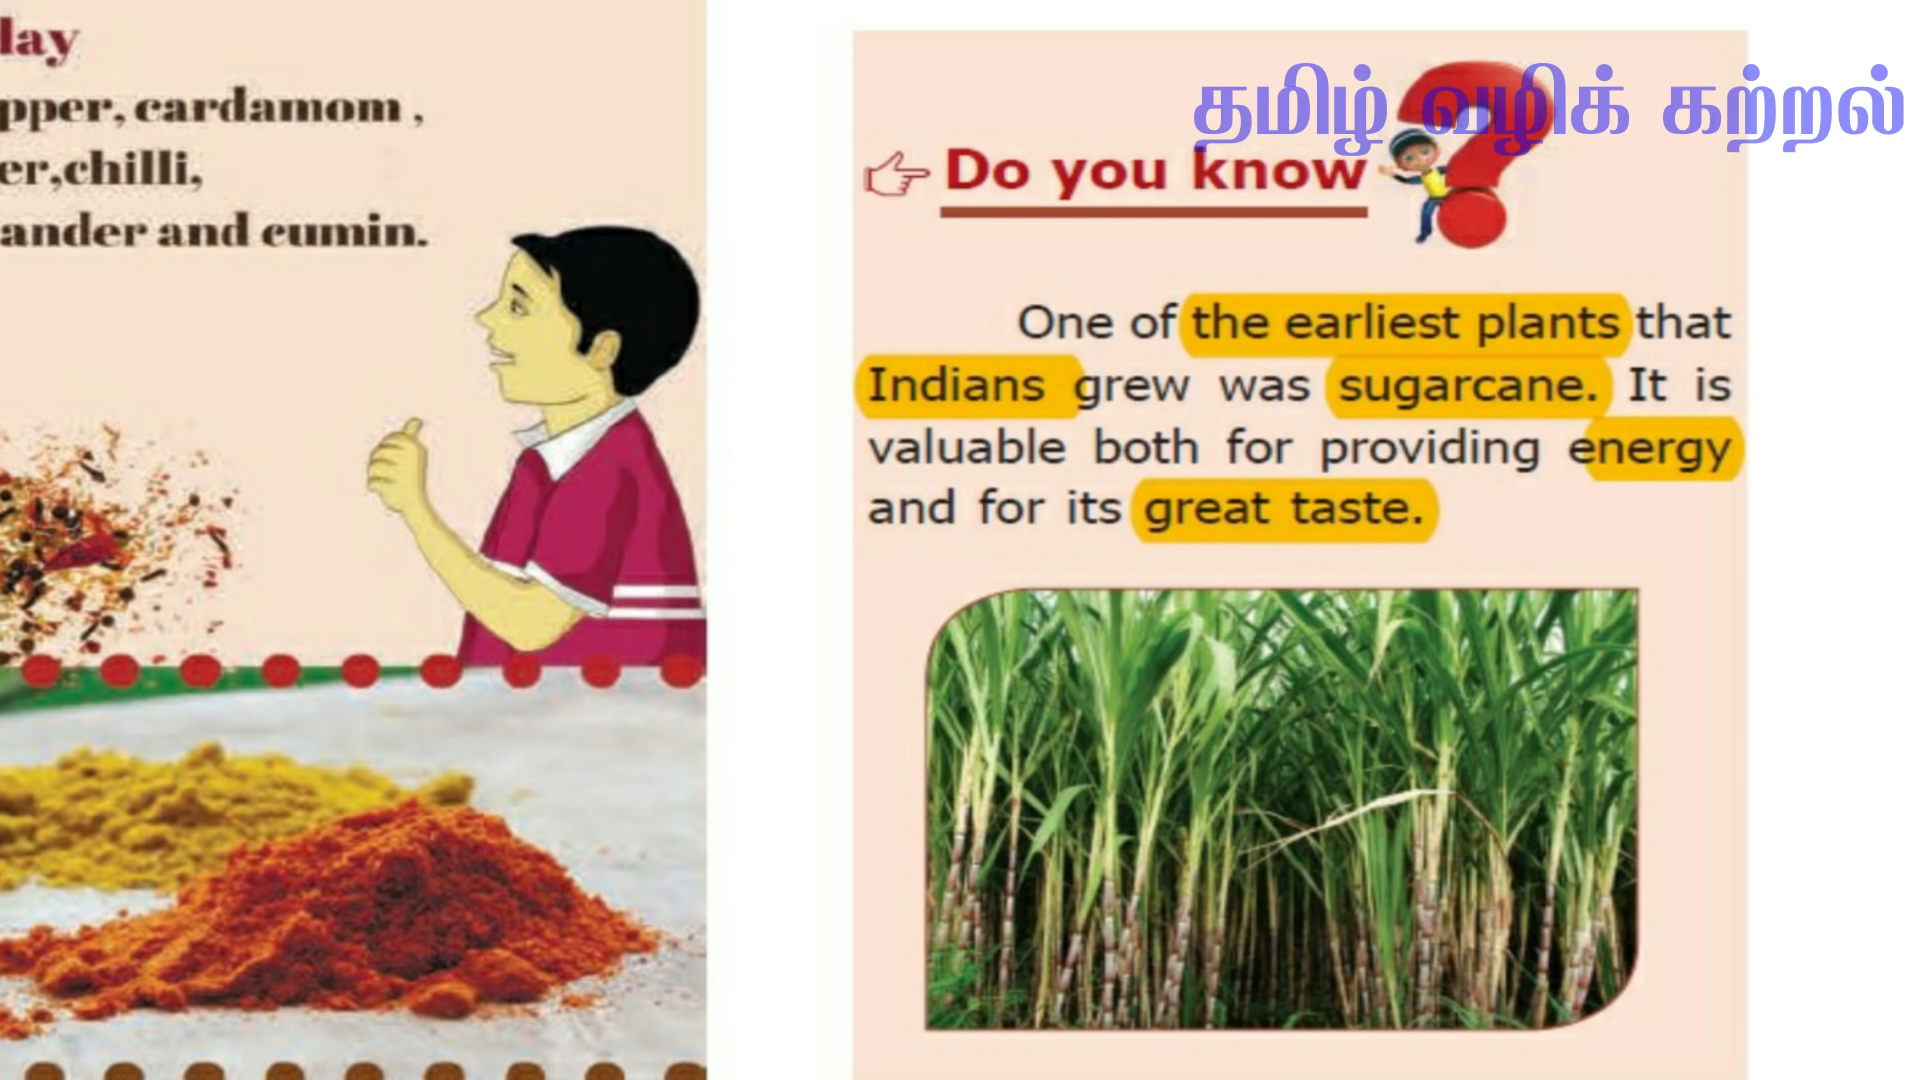 lay
pper, cardamom ,
er,chilli,
ander and cumin.
தமிழ் வழிக் கற்றல்
Do you know
One of the earliest plants that
Indians grew was sugarcane. It is
valuable both for providing energy
and for its great taste.